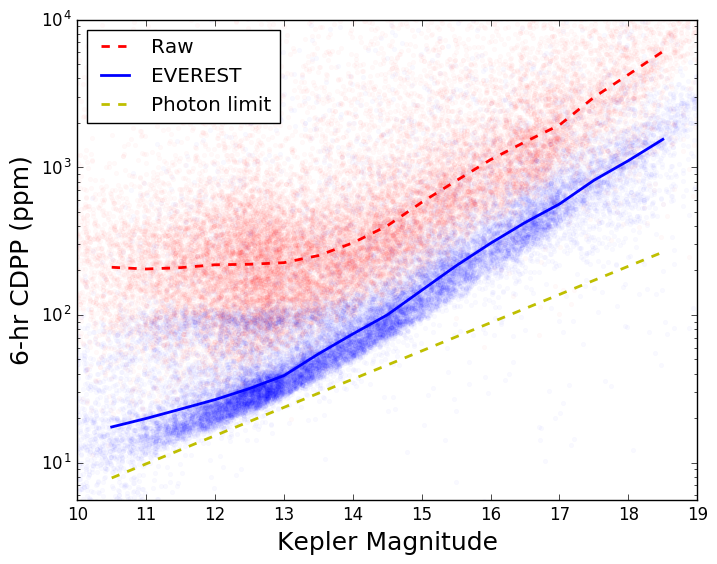 Raw
EVEREST
Photon limit
6-hr CDPP (ppm)
10^4
10^3
10^2
10^1
10 11 12 13 14 15 16 17 18 19
Kepler Magnitude